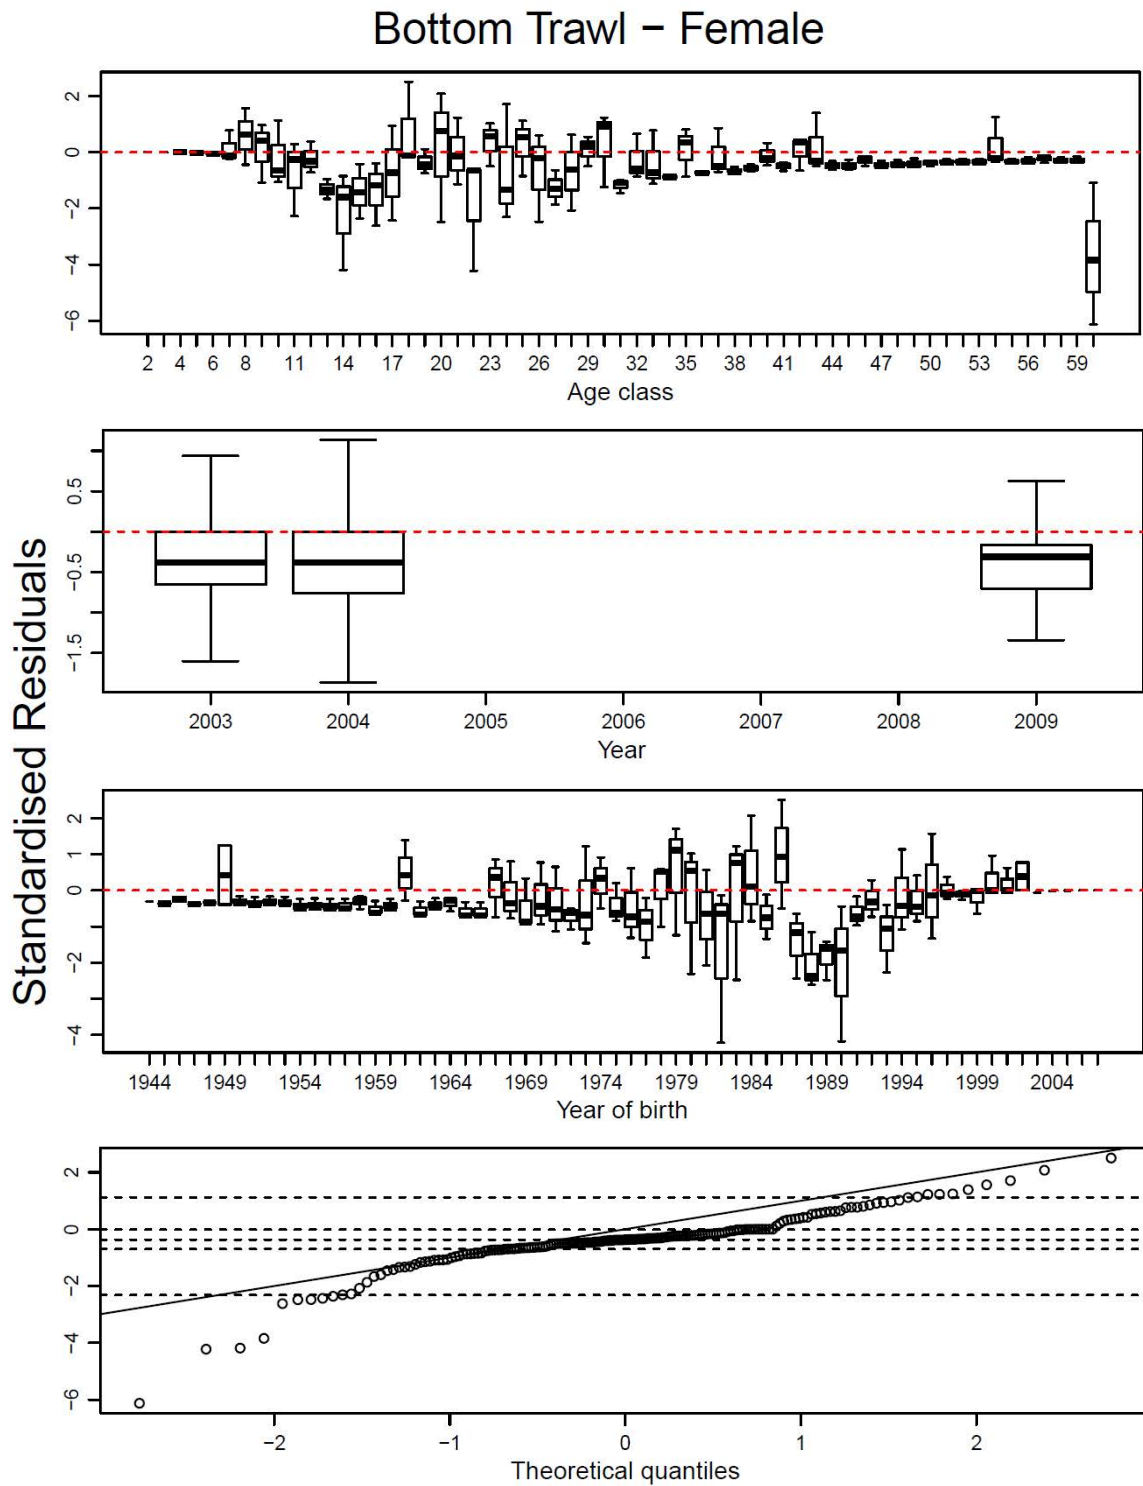 Bottom Trawl − Female
Standardised Residuals
2
0
−2
−4
−6
2 4 6 8 11 14 17 20 23 26 29 32 35 38 41 44 47 50 53 56 59
Age class
0.5
−0.5
−1.5
2003 2004 2005 2006 2007 2008 2009
Year
2
1
0
−2
−4
1944 1949 1954 1959 1964 1969 1974 1979 1984 1989 1994 1999 2004
Year of birth
2
0
−2
−4
−6
−2 −1 0 1 2
Theoretical quantiles